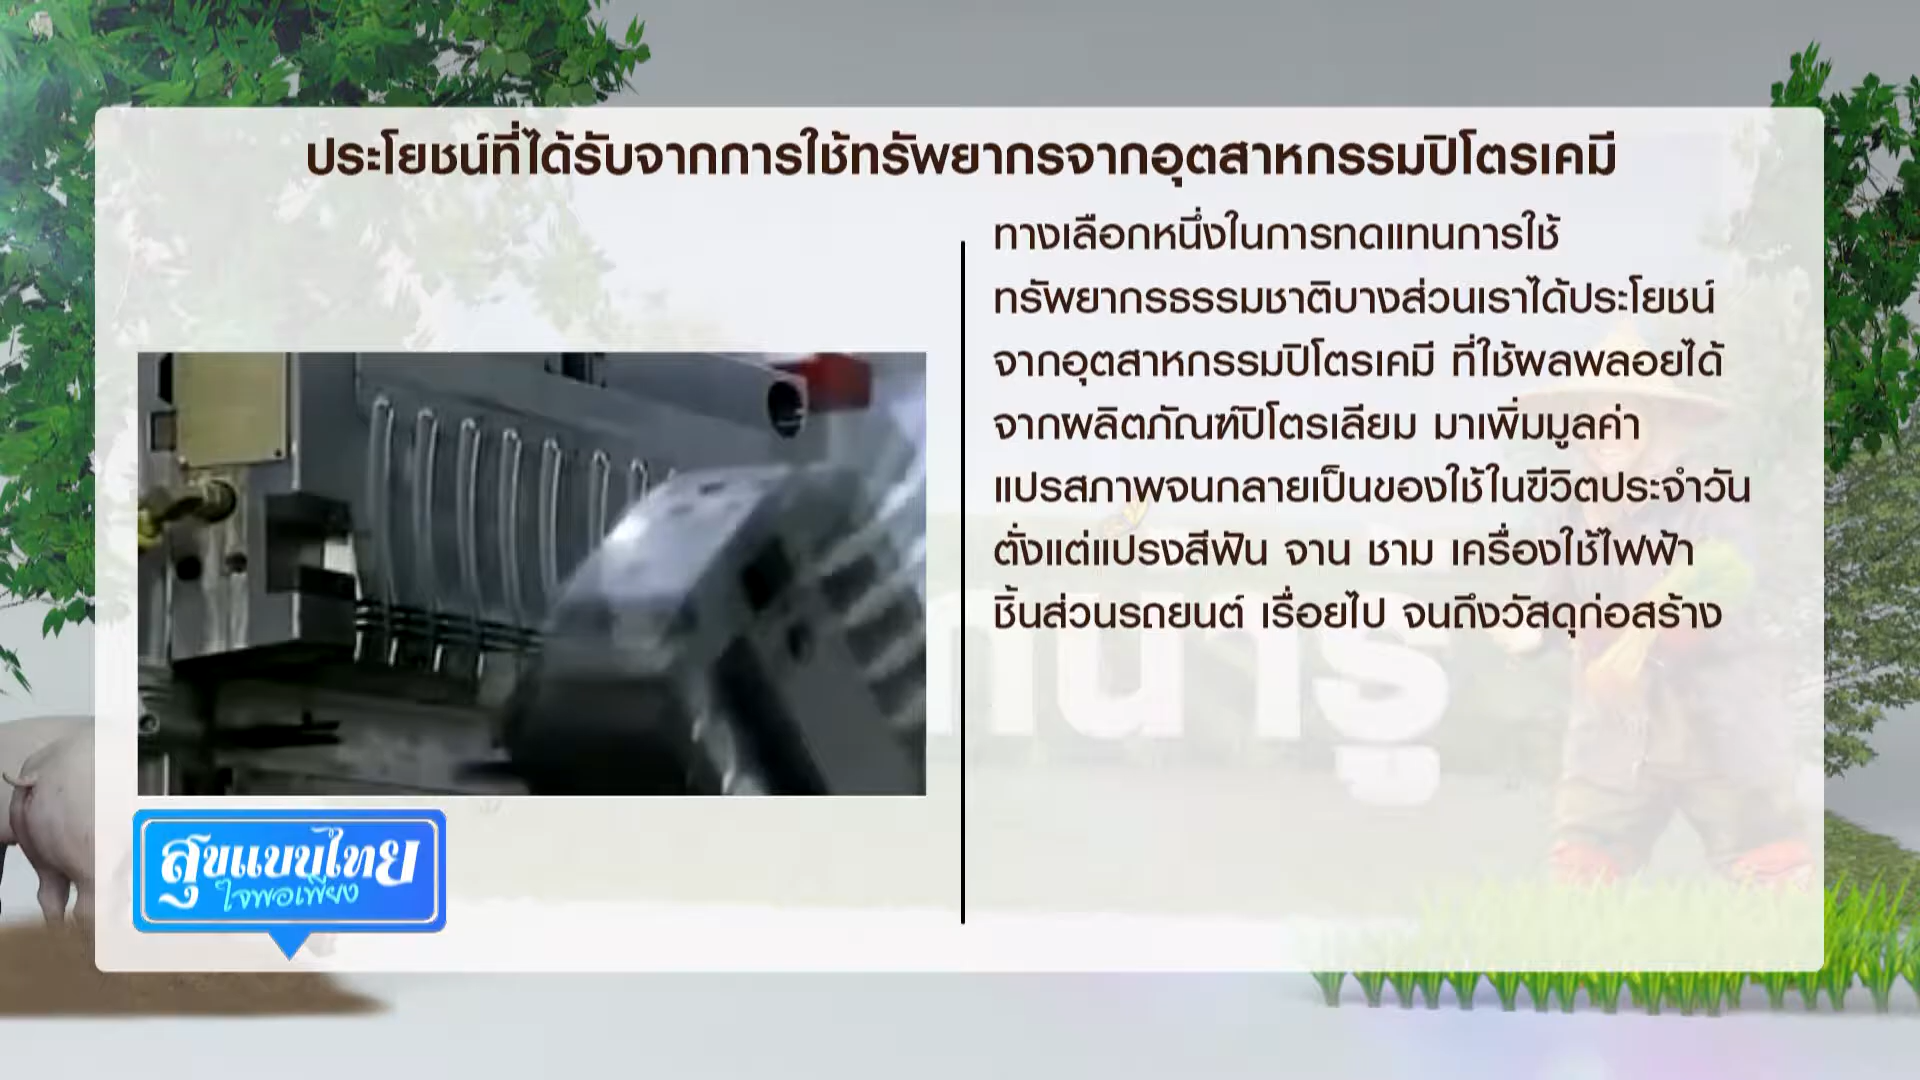 ประโยชน์ที่ได้รับจากการใช้ทรัพยากรจากอุตสาหกรรมปิโตรเคมี
ทางเลือกหนึ่งในการทดแทนการใช้
ทรัพยากรธรรมชาติบางส่วนเราได้ประโยชน์
จากอุตสาหกรรมปิโตรเคมี ที่ใช้ผลพลอยได้
จากผลิตภัณฑ์ปิโตรเลียม มาเพิ่มมูลค่า
แปรสภาพจนกลายเป็นของใช้ในชีวิตประจำวัน
ตั่งแต่แปรงสีฟัน จาน ชาม เครื่องใช้ไฟฟ้า
ชิ้นส่วนรถยนต์ เรื่อยไป จนถึงวัสดุก่อสร้าง
สุขแบบไทย
ใจพอเพียง